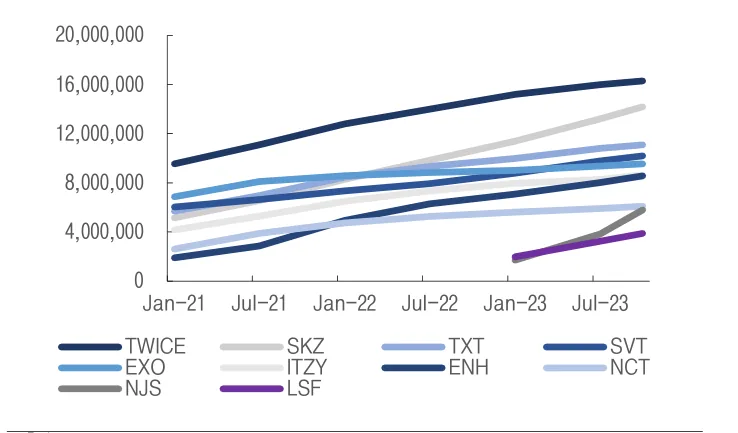 20,000,000
16,000,000
12,000,000
8,000,000
4,000,000
0
Jan-21 Jul-21 Jan-22 Jul-22 Jan-23 Jul-23
TWICE SKZ TXT SVT
EXO ITZY ENH NCT
NJS LSF